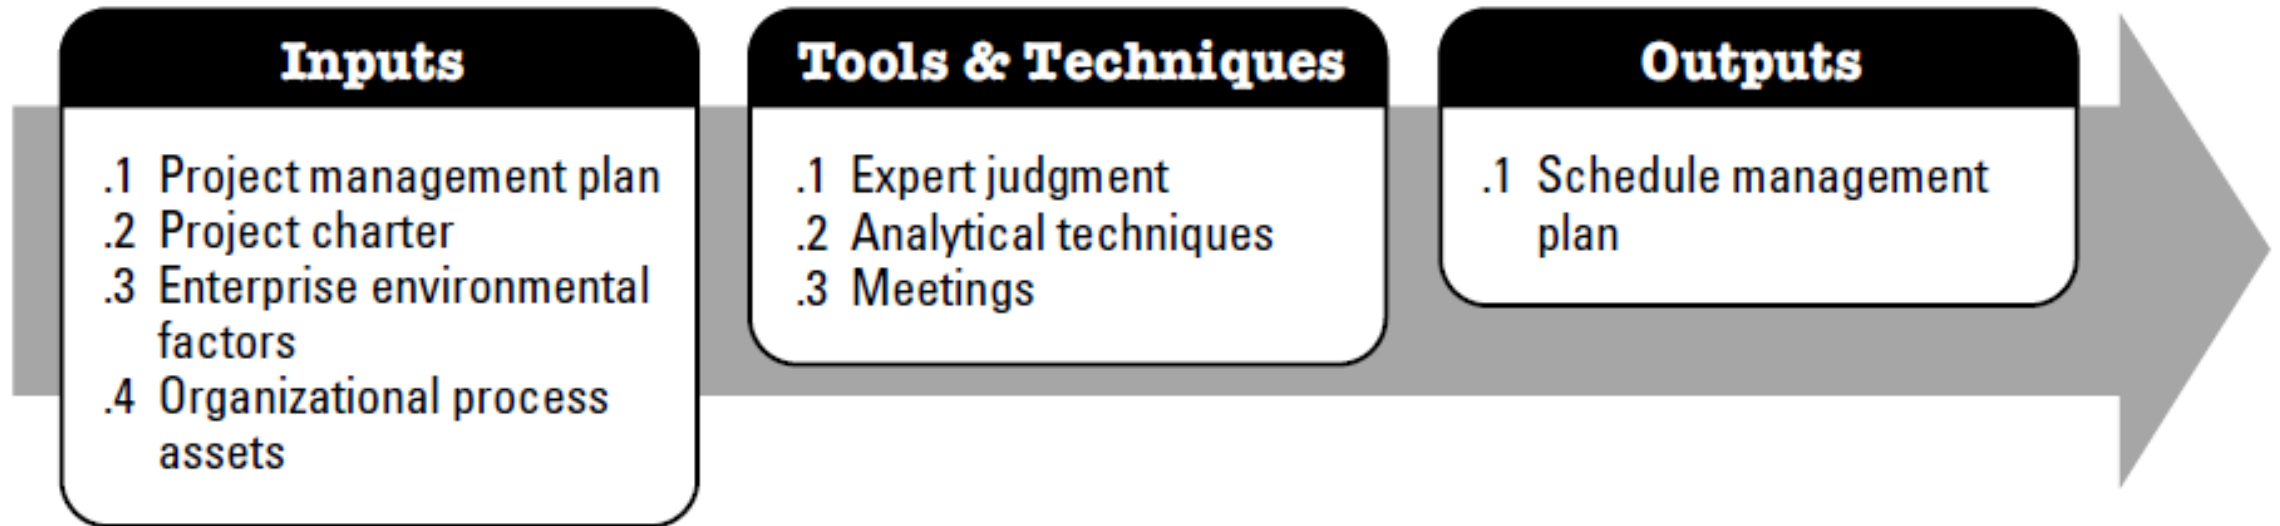 Inputs
.1 Project management plan
.2 Project charter
.3 Enterprise environmental
factors
.4 Organizational process
assets
Tools & Techniques
.1 Expert judgment
.2 Analytical techniques
.3 Meetings
Outputs
.1 Schedule management
plan